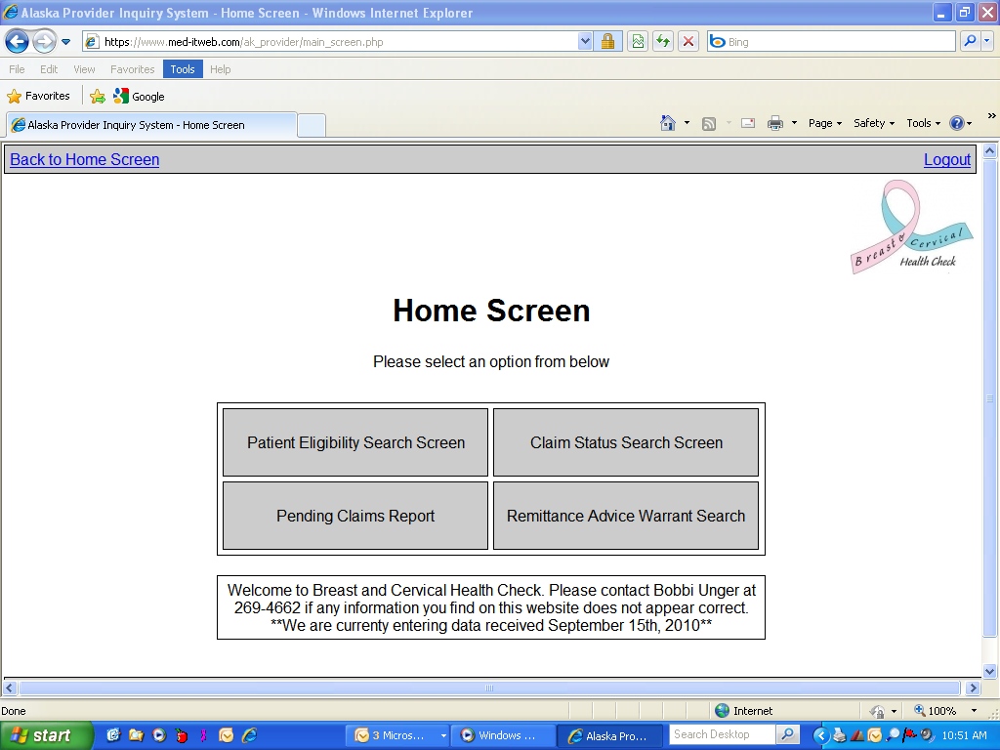 Alaska Provider Inquiry System - Home Screen - Windows Internet Explorer
https://www.med-itweb.com/ak_provider/main_screen.php
Bing
File Edit View Favorites Tools Help
Favorites Google
Alaska Provider Inquiry System - Home Screen
Page Safety Tools »
Back to Home Screen Logout
Breast & Cervical
Health Check
Home Screen
Please select an option from below
Patient Eligibility Search Screen Claim Status Search Screen
Pending Claims Report Remittance Advice Warrant Search
Welcome to Breast and Cervical Health Check. Please contact Bobbi Unger at
269-4662 if any information you find on this website does not appear correct.
**We are currenty entering data received September 15th, 2010**
Done Internet 100%
start 3 Micros... Windows ... Alaska Pro... Search Desktop 10:51 AM